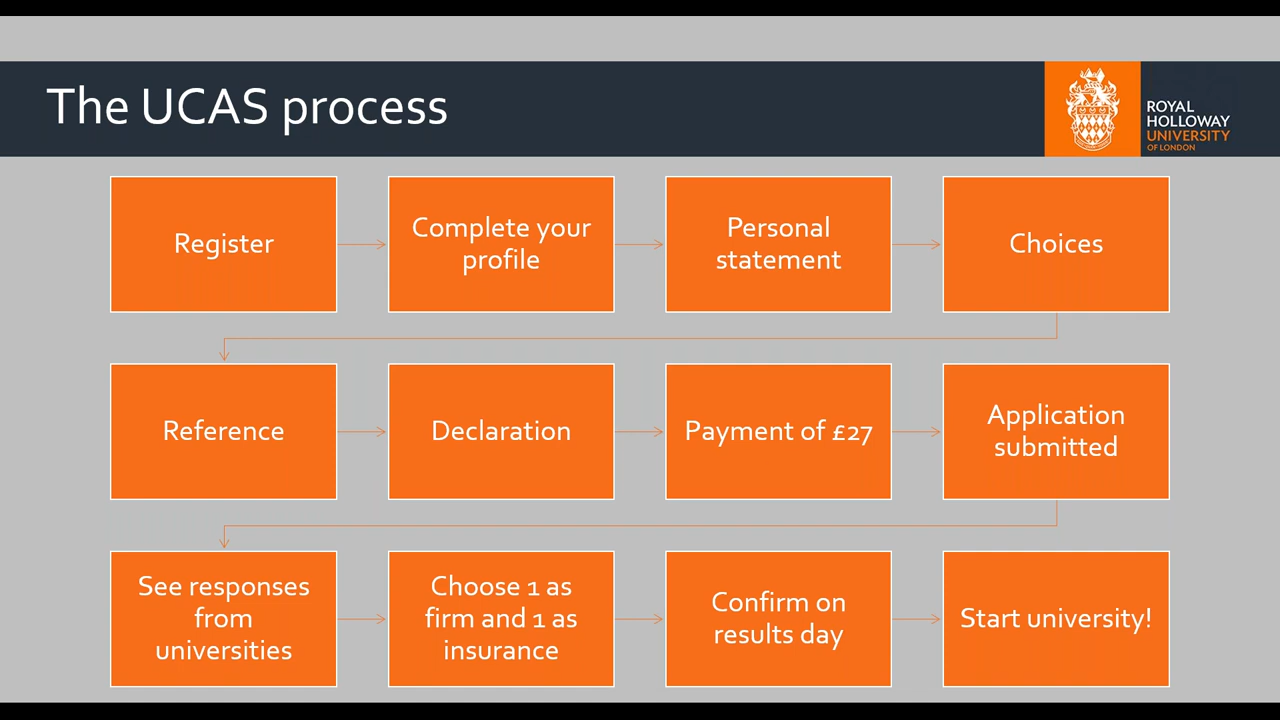 The UCAS process
ROYAL
HOLLOWAY
UNIVERSITY
OF LONDON
Register
Complete your
profile
Personal
statement
Choices
Reference
Declaration
Payment of £27
Application
submitted
See responses
from
universities
Choose 1 as
firm and 1 as
insurance
Confirm on
results day
Start university!